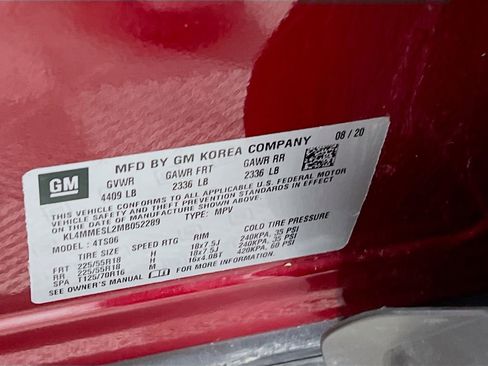 MFD BY GM KOREA COMPANY 08 / 20
GM
GVWR GAWR FRT GAWR RR
4409 LB 2336 LB 2336 LB
THIS VEHICLE CONFORMS TO ALL APPLICABLE U.S. FEDERAL MOTOR
VEHICLE SAFETY, BUMPER, AND THEFT PREVENTION STANDARDS IN EFFECT
ON THE DATE OF MANUFACTURE SHOWN ABOVE.
KL4MMESL2MB052289 TYPE: MPV
MODEL: 4TS06
TIRE SIZE SPEED RTG RIM COLD TIRE PRESSURE
FRT 225/55R18 H 18x7.5J 240KPA, 35 PSI
RR 225/55R18 H 18x7.5J 240KPA, 35 PSI
SPA T125/70R16 M 16x4.0BT 420KPA, 60 PSI
SEE OWNER'S MANUAL